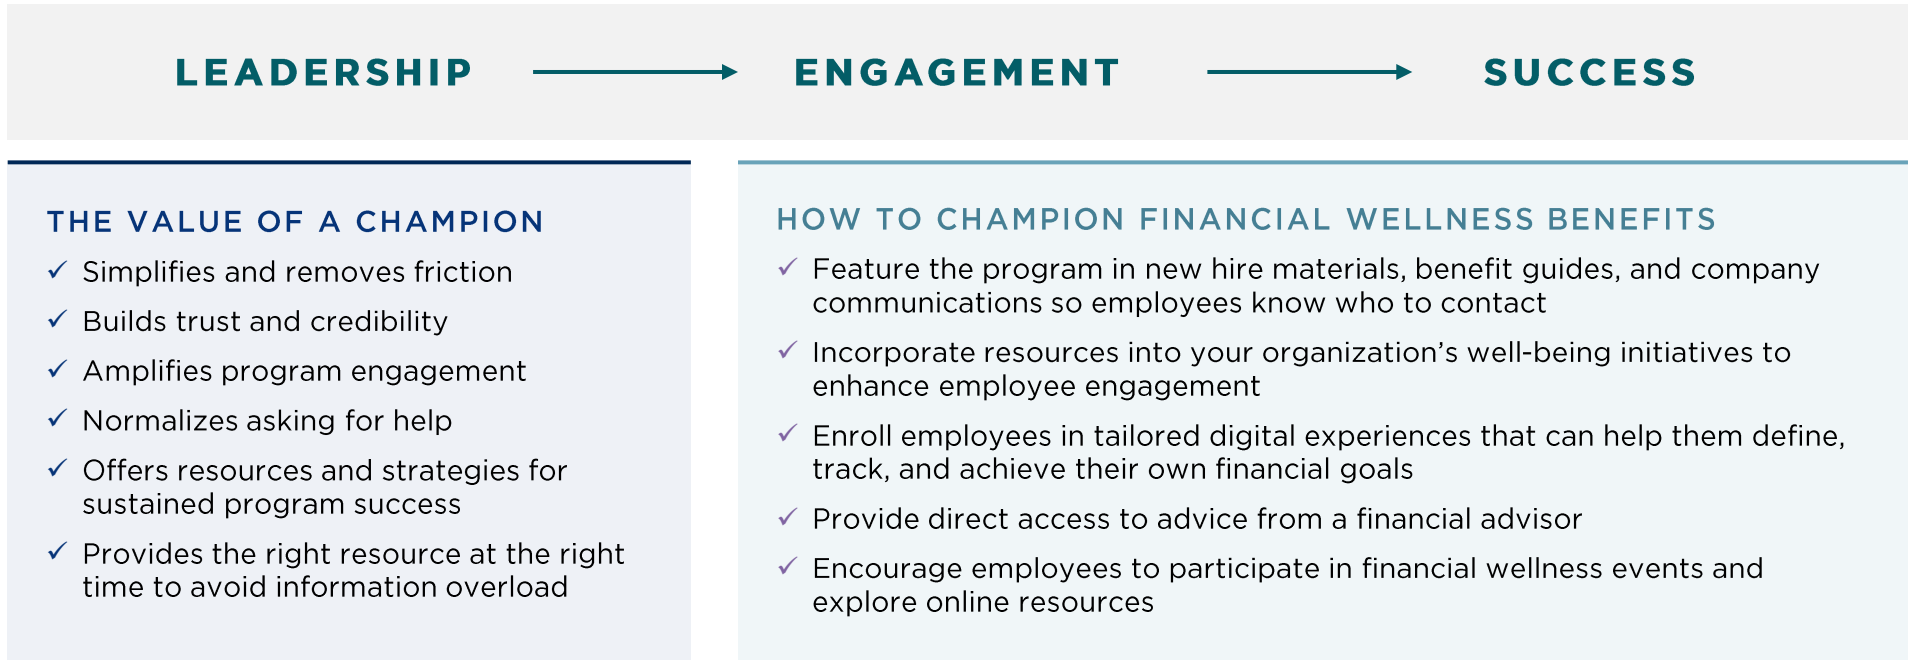 LEADERSHIP ENGAGEMENT SUCCESS
THE VALUE OF A CHAMPION
✓ Simplifies and removes friction
✓ Builds trust and credibility
✓ Amplifies program engagement
✓ Normalizes asking for help
✓ Offers resources and strategies for
sustained program success
✓ Provides the right resource at the right
time to avoid information overload
HOW TO CHAMPION FINANCIAL WELLNESS BENEFITS
✓ Feature the program in new hire materials, benefit guides, and company
communications so employees know who to contact
✓ Incorporate resources into your organization’s well-being initiatives to
enhance employee engagement
✓ Enroll employees in tailored digital experiences that can help them define,
track, and achieve their own financial goals
✓ Provide direct access to advice from a financial advisor
✓ Encourage employees to participate in financial wellness events and
explore online resources